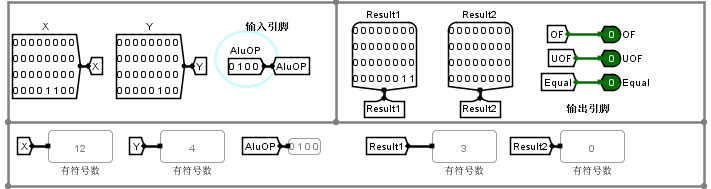 X
00000000
00000000
00000000
00001100
X
Y
00000000
00000000
00000000
00000100
Y
输入引脚
AluOP
0100
AluOP
Result1
00000000
00000000
00000000
00000011
Result1
Result2
00000000
00000000
00000000
00000000
Result2
OF 0 OF
UOF 0 UOF
Equal 0 Equal
输出引脚
X 12
有符号数
Y 4
有符号数
AluOP 0100
Result1 3
有符号数
Result2 0
有符号数